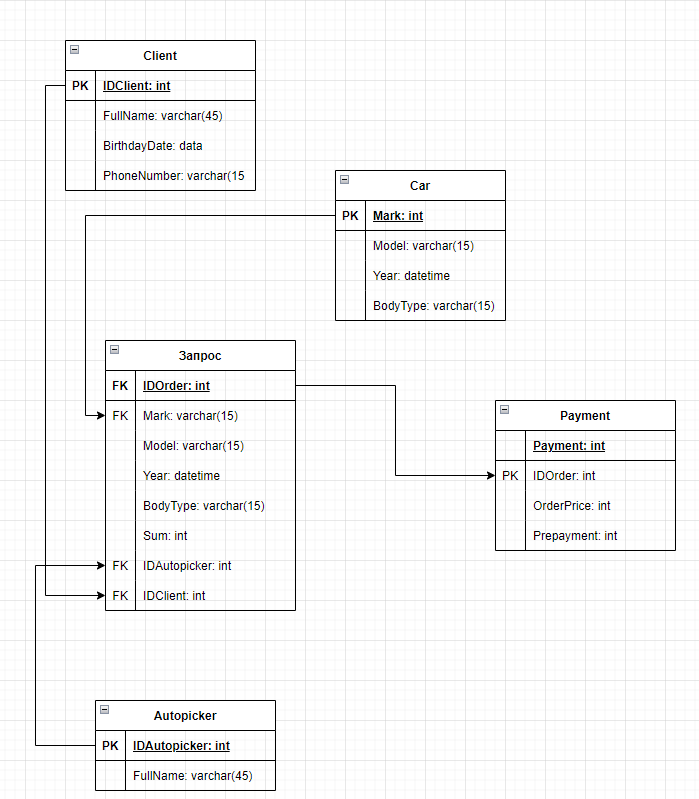 Client
PK IDClient: int
FullName: varchar(45)
BirthdayDate: data
PhoneNumber: varchar(15
Car
PK Mark: int
Model: varchar(15)
Year: datetime
BodyType: varchar(15)
Запрос
FK IDOrder: int
FK Mark: varchar(15)
Model: varchar(15)
Year: datetime
BodyType: varchar(15)
Sum: int
FK IDAutopicker: int
FK IDClient: int
Payment
Payment: int
PK IDOrder: int
OrderPrice: int
Prepayment: int
Autopicker
PK IDAutopicker: int
FullName: varchar(45)